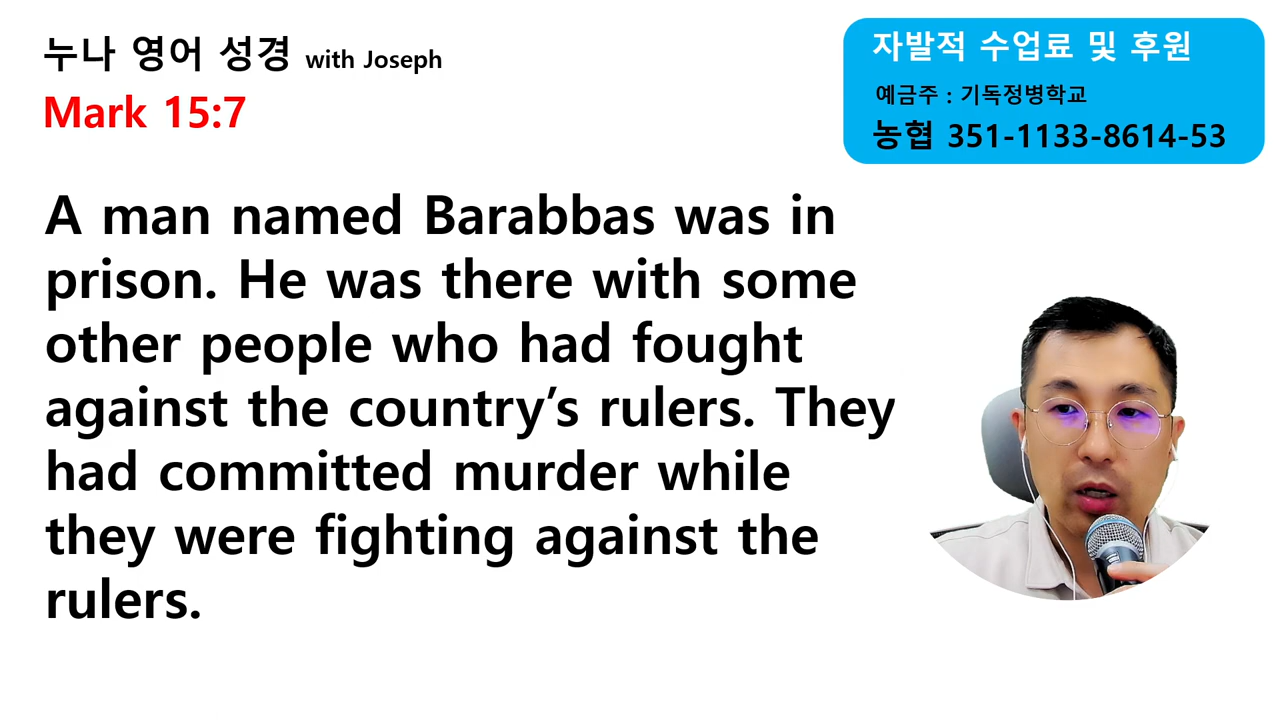 누나 영어 성경 with Joseph
Mark 15:7
자발적 수업료 및 후원
예금주 : 기독정병학교
농협 351-1133-8614-53
A man named Barabbas was in
prison. He was there with some
other people who had fought
against the country’s rulers. They
had committed murder while
they were fighting against the
rulers.